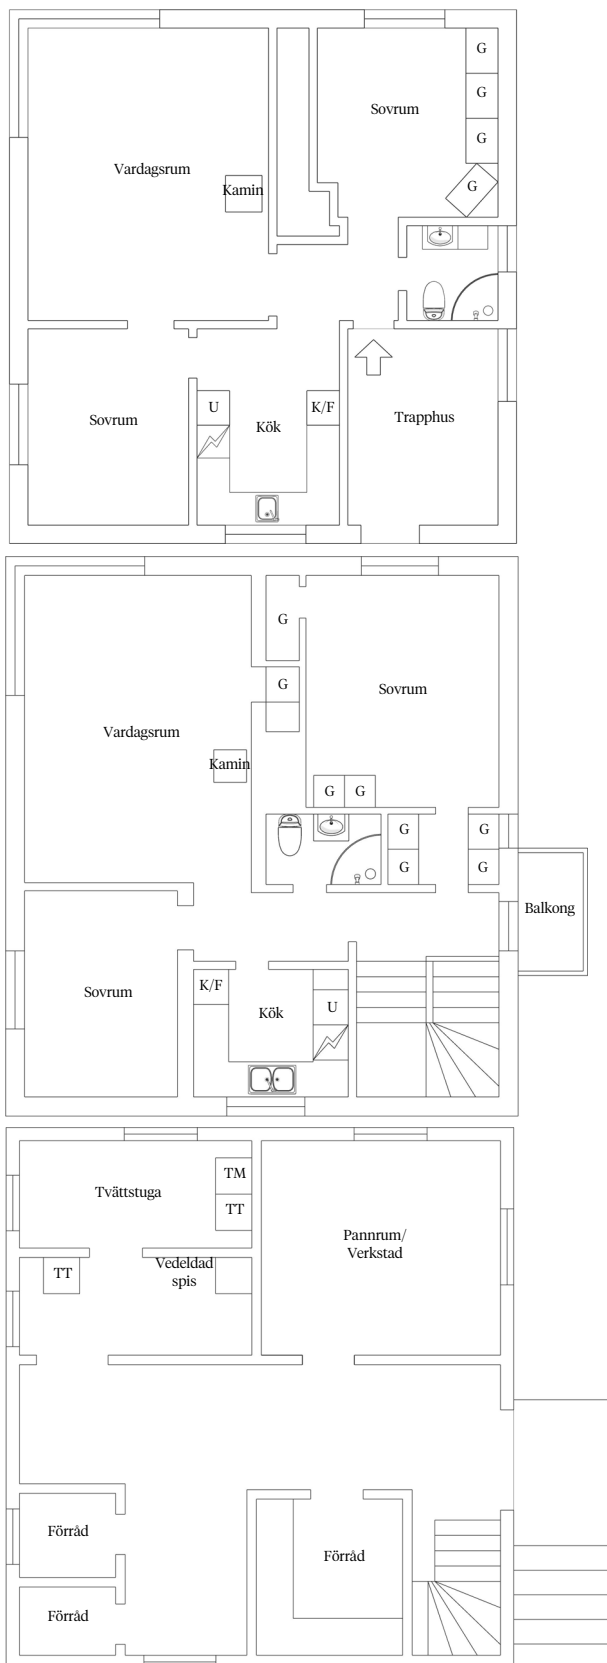 G
G
Sovrum
G
Vardagsrum
Kamin
G
U
K/F
Trapphus
Sovrum
Kök
G
G
Sovrum
Vardagsrum
Kamin
G
G
G
G
G
G
Balkong
K/F
Sovrum
U
Kök
TM
Tvättstuga
TT
Pannrum/
Verkstad
Vedeldad
spis
TT
Förråd
Förråd
Förråd